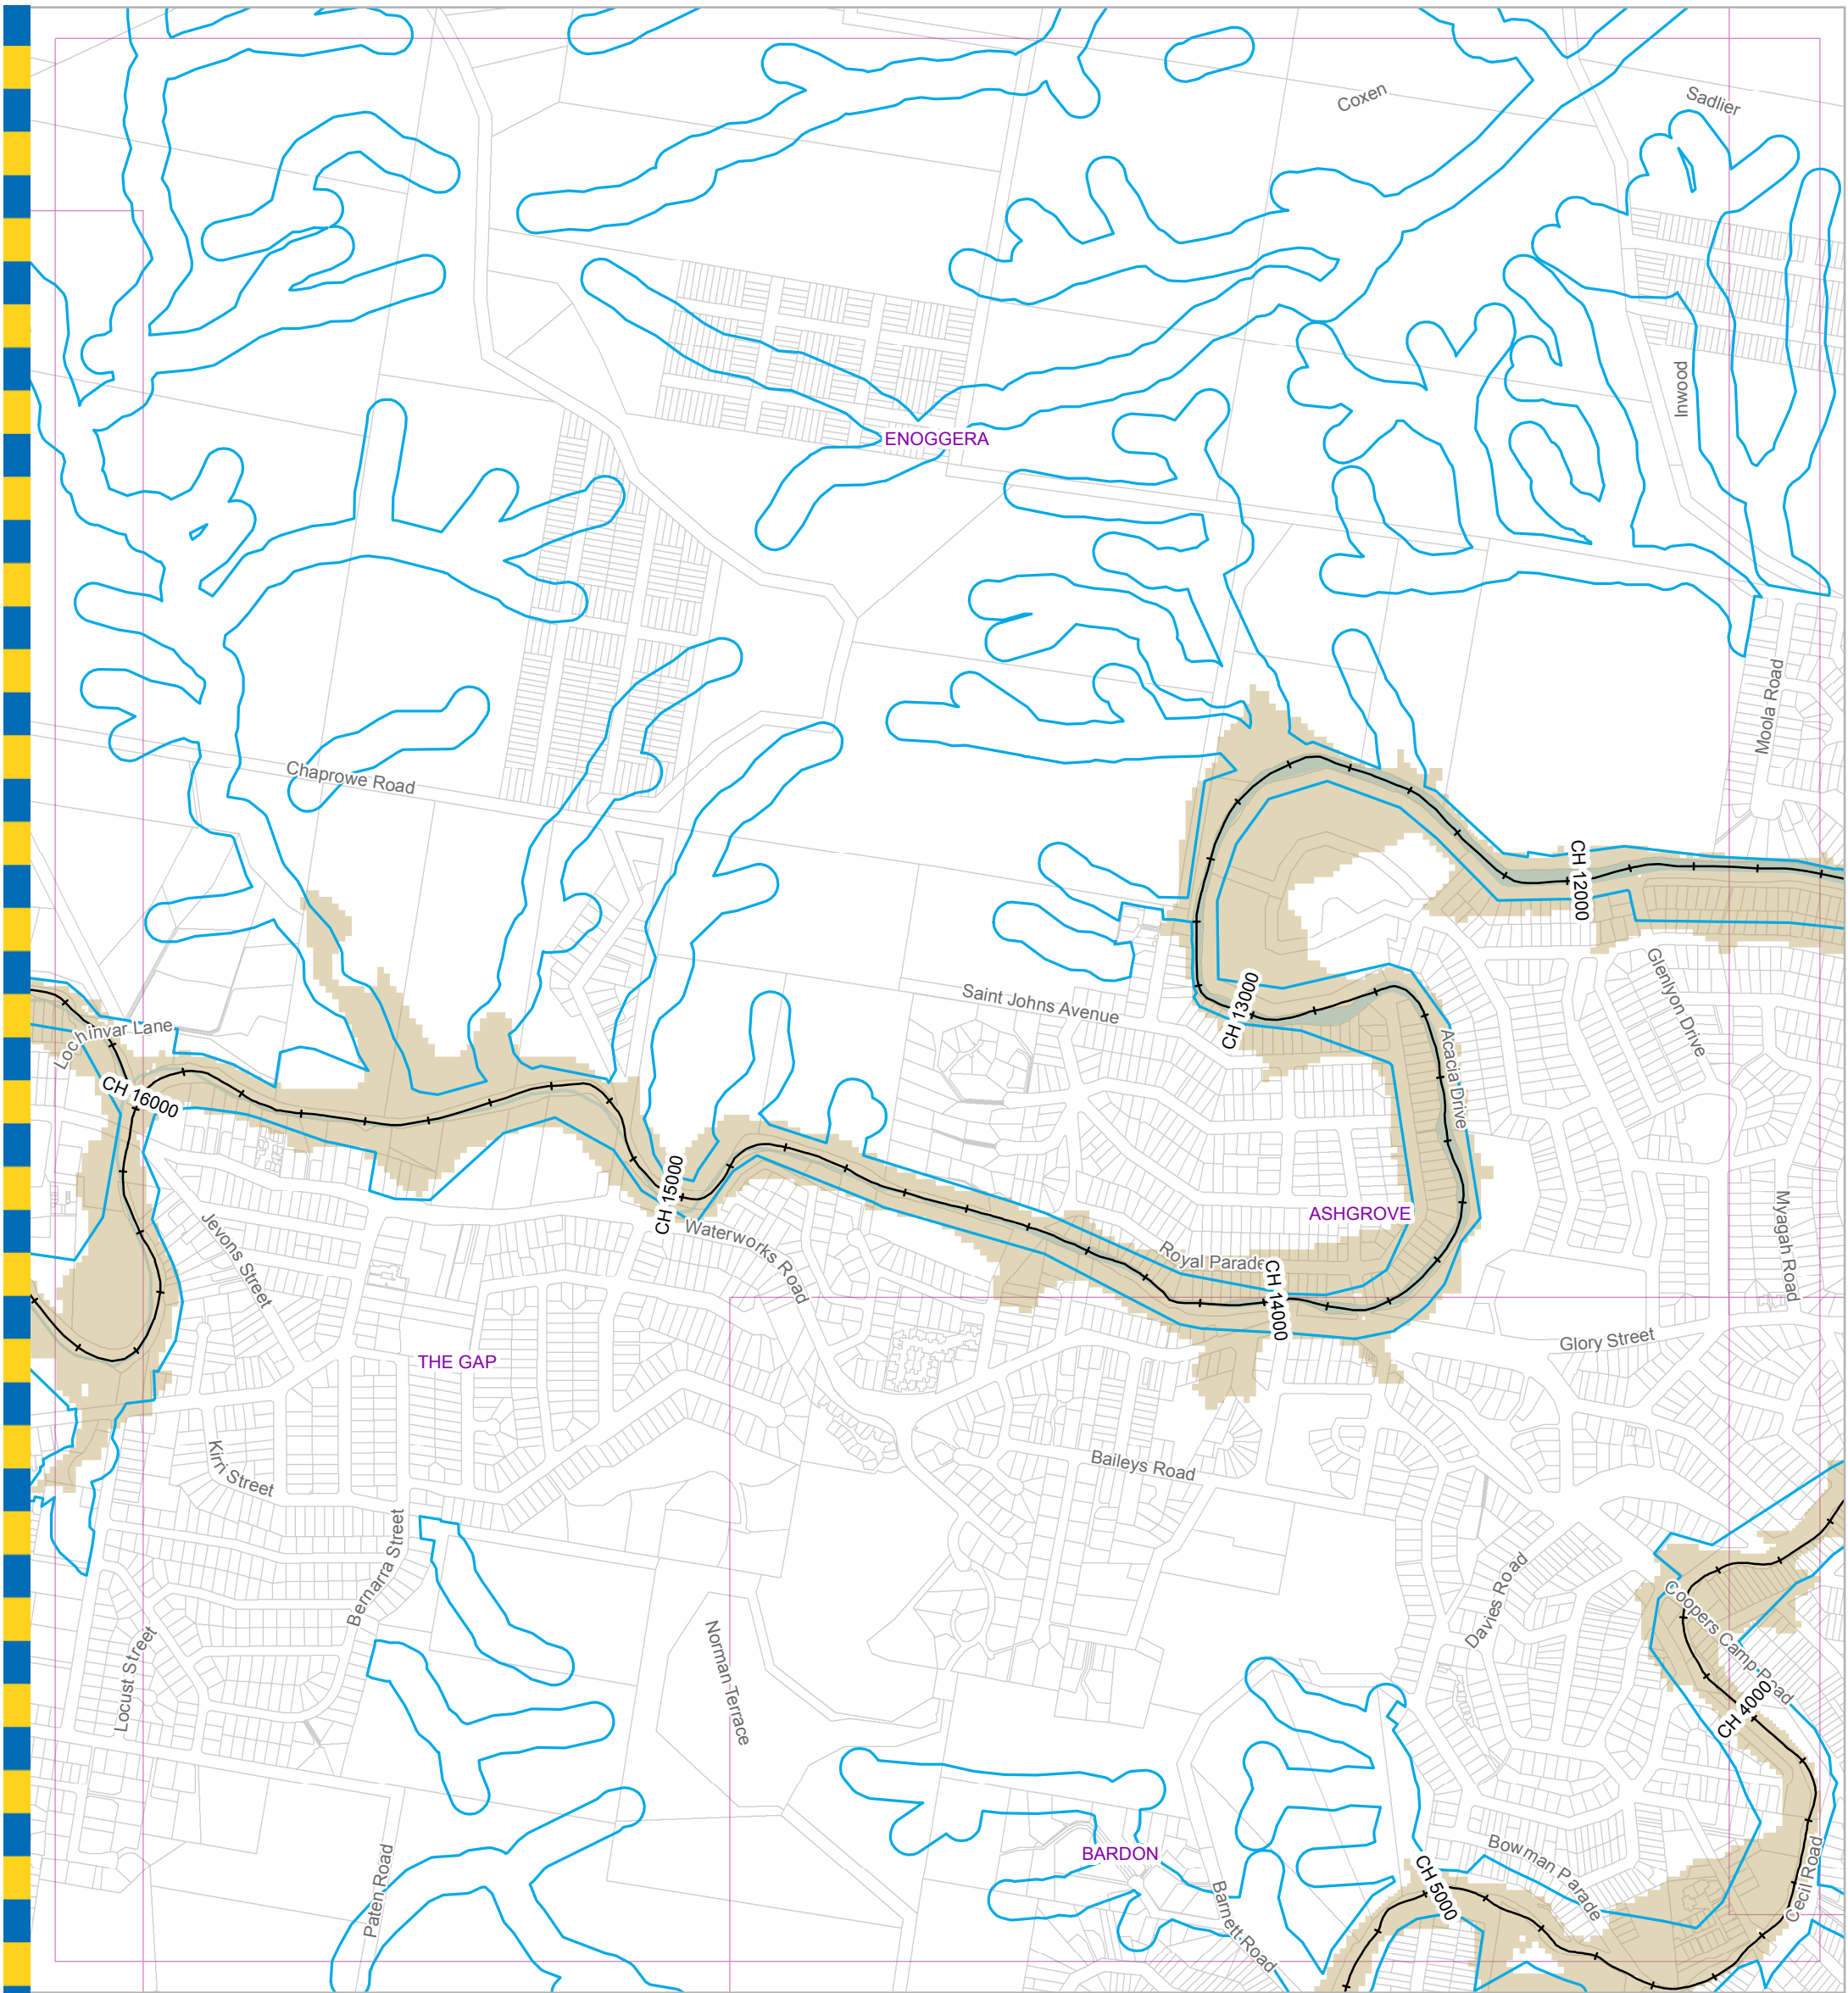 Coxen
Sadlier
Inwood
ENOGGERA
Moola Road
Chaprowe Road
CH 12000
Glenlyon Drive
Saint Johns Avenue
CH 13000
Lochinvar Lane
Acacia Drive
CH 16000
CH 15000
ASHGROVE
Myagah Road
Jevons Street
Waterworks Road
Royal Parade
CH 14000
Glory Street
THE GAP
Kirri Street
Baileys Road
Bernarra Street
Davies Road
Coopers Camp Road
Locust Street
Norman Terrace
CH 4000
BARDON
Bowman Parade
CH 5000
Cecil Road
Paten Road
Barnett Road